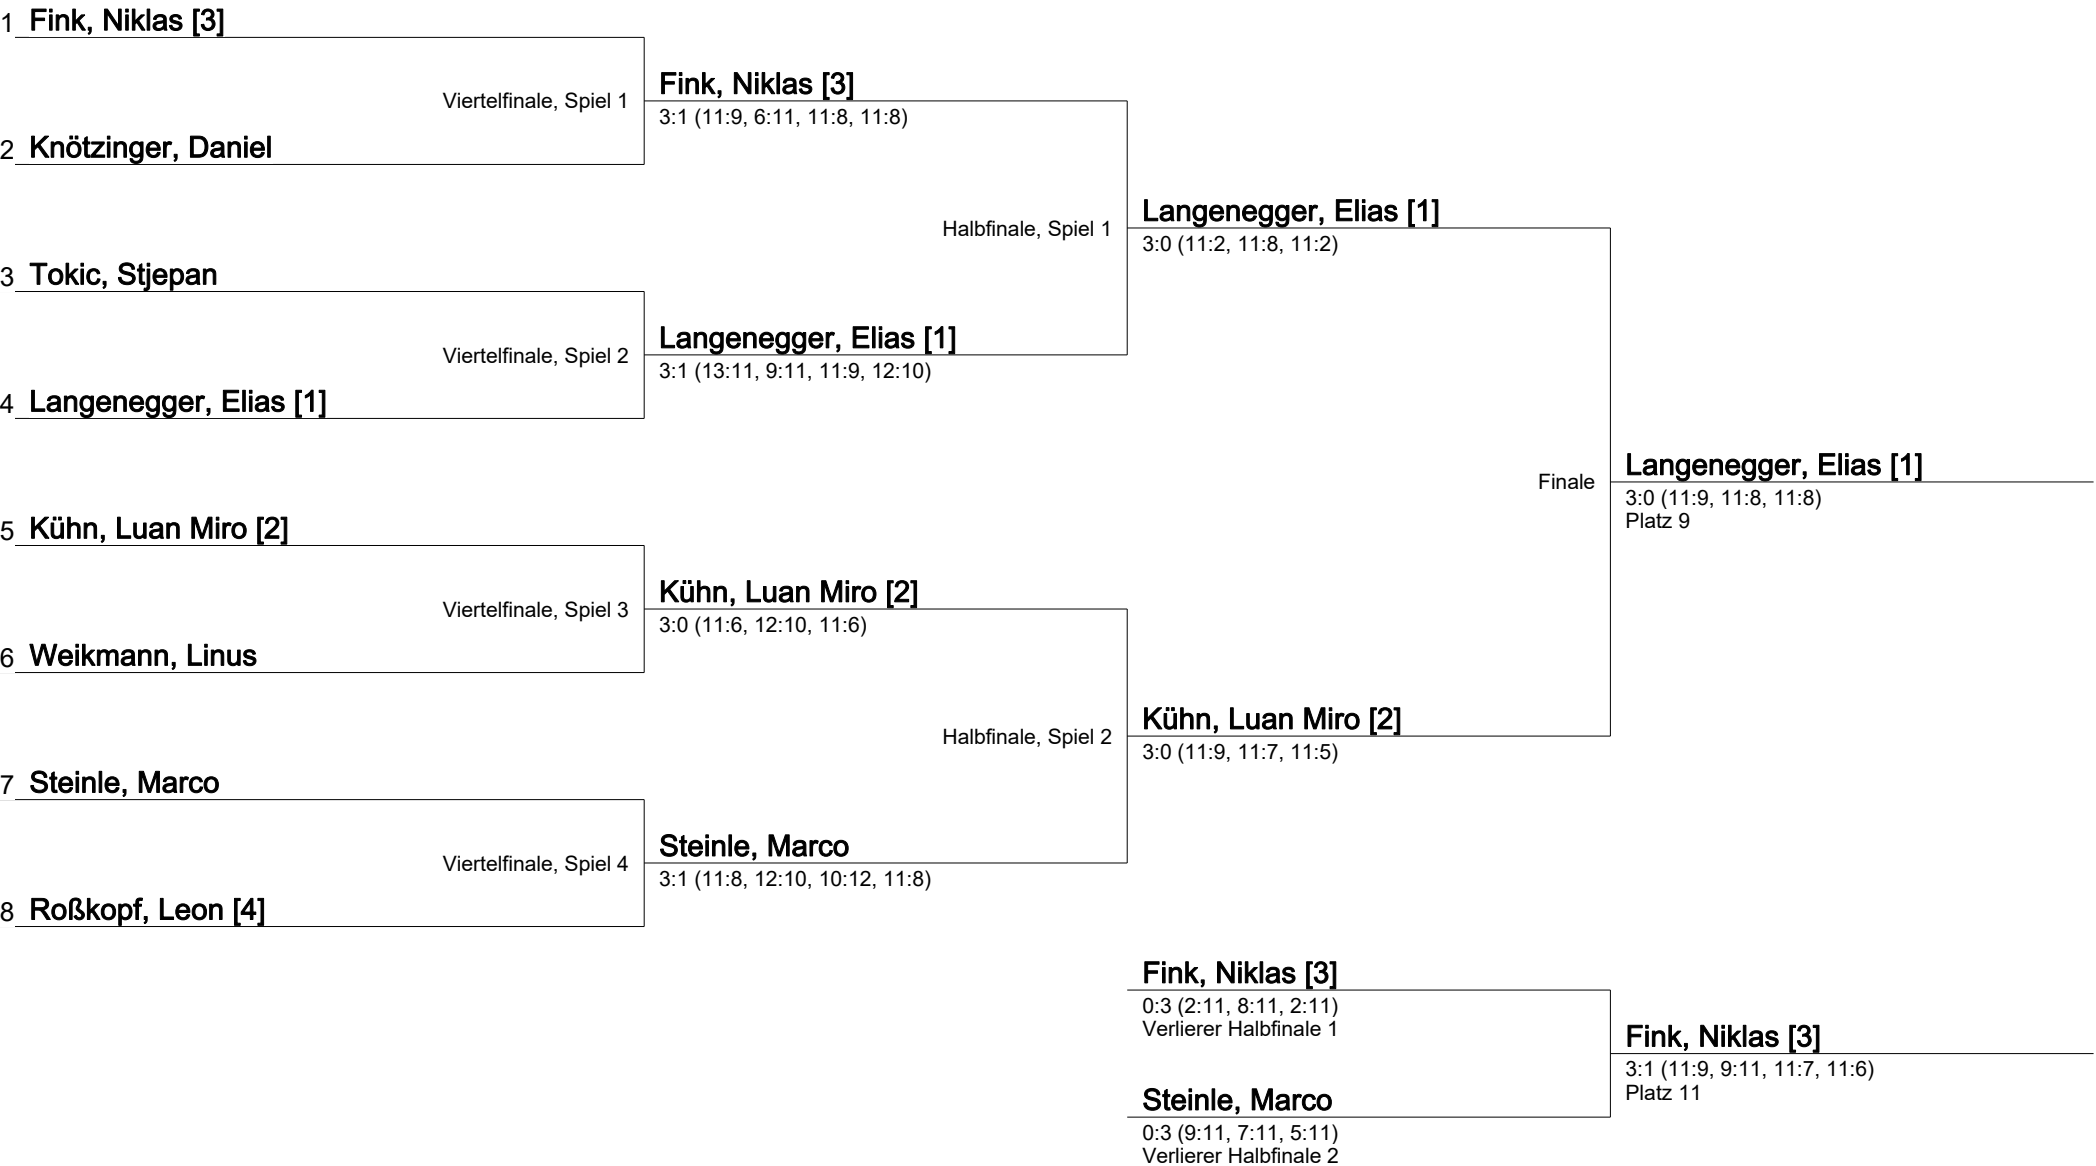 1 Fink, Niklas [3]
Viertelfinale, Spiel 1
2 Knötzinger, Daniel
Fink, Niklas [3]
3:1 (11:9, 6:11, 11:8, 11:8)
3 Tokic, Stjepan
Viertelfinale, Spiel 2
4 Langenegger, Elias [1]
Langenegger, Elias [1]
3:1 (13:11, 9:11, 11:9, 12:10)
Halbfinale, Spiel 1
Langenegger, Elias [1]
3:0 (11:2, 11:8, 11:2)
5 Kühn, Luan Miro [2]
Viertelfinale, Spiel 3
6 Weikmann, Linus
Kühn, Luan Miro [2]
3:0 (11:6, 12:10, 11:6)
7 Steinle, Marco
Viertelfinale, Spiel 4
8 Roßkopf, Leon [4]
Steinle, Marco
3:1 (11:8, 12:10, 10:12, 11:8)
Halbfinale, Spiel 2
Kühn, Luan Miro [2]
3:0 (11:9, 11:7, 11:5)
Finale
Langenegger, Elias [1]
3:0 (11:9, 11:8, 11:8)
Platz 9
Fink, Niklas [3]
0:3 (2:11, 8:11, 2:11)
Verlierer Halbfinale 1
Steinle, Marco
0:3 (9:11, 7:11, 5:11)
Verlierer Halbfinale 2
Fink, Niklas [3]
3:1 (11:9, 9:11, 11:7, 11:6)
Platz 11